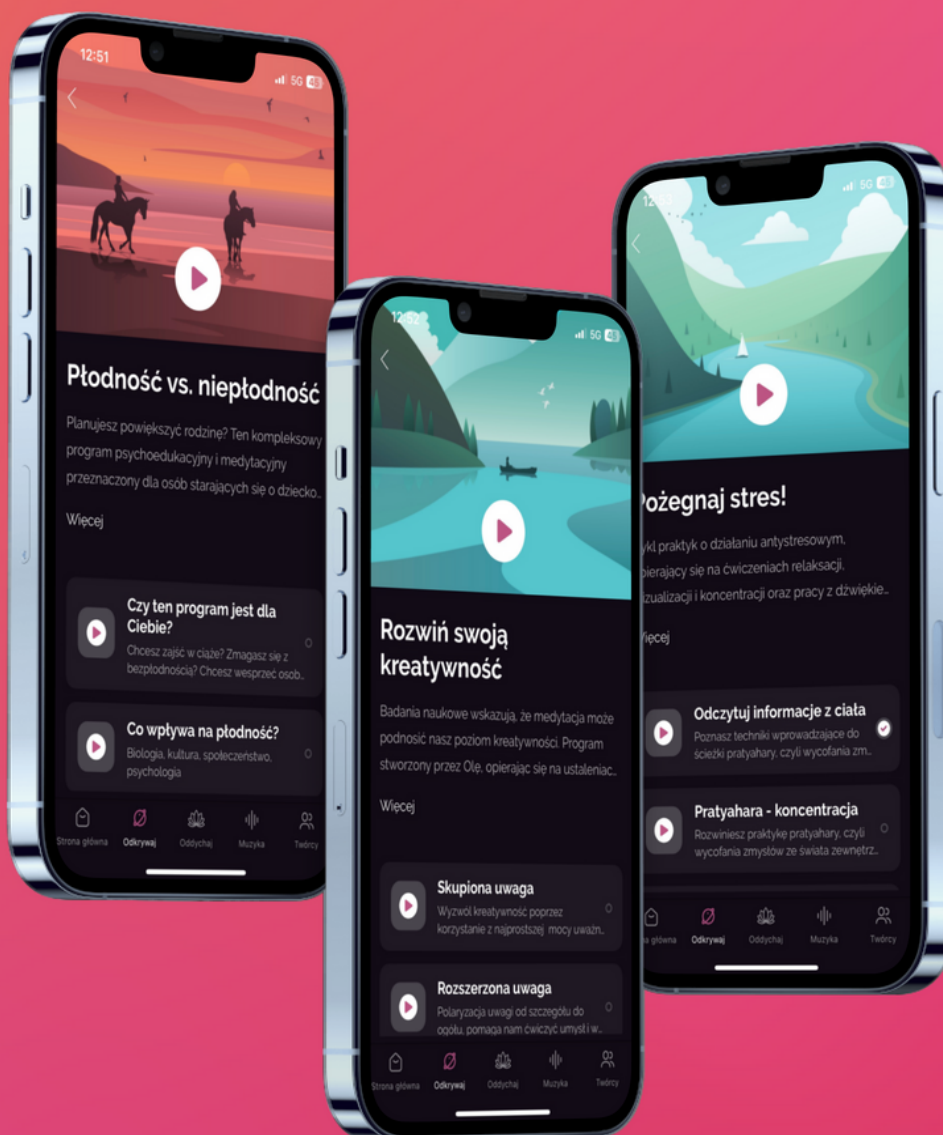 12:51
5G 45
Płodność vs. niepłodność
Planujesz powiększyć rodzinę? Ten kompleksowy
program psychoedukacyjny i medytacyjny
przeznaczony dla osób starających się o dziecko...
Więcej
Czy ten program jest dla
Ciebie?
Chcesz zajść w ciąże? Zmagasz się z
bezpłodnością? Chcesz wesprzeć osob...
Co wpływa na płodność?
Biologia, kultura, społeczeństwo,
psychologia
Strona główna Odkrywaj Oddychaj Muzyka Twórcy
12:52
5G 45
Rozwiń swoją
kreatywność
Badania naukowe wskazują, że medytacja może
podnosić nasz poziom kreatywności. Program
stworzony przez Olę, opierając się na ustaleniac...
Więcej
Skupiona uwaga
Wyzwól kreatywność poprzez
korzystanie z najprostszej mocy uważn...
Rozszerzona uwaga
Polaryzacja uwagi od szczegółu do
ogółu, pomaga nam ćwiczyć umysł i w...
Strona główna Odkrywaj Oddychaj Muzyka Twórcy
5G 45
Pożegnaj stres!
ykl praktyk o działaniu antystresowym,
pierający się na ćwiczeniach relaksacji,
izualizacji i koncentracji oraz pracy z dźwiękie...
Więcej
Odczytuj informacje z ciała
Poznasz techniki wprowadzające do
ścieżki pratyahary, czyli wycofania zm...
Pratyahara - koncentracja
Rozwiniesz praktykę pratyahary, czyli
wycofania zmysłów ze świata zewnętrz...
a główna Odkrywaj Oddychaj Muzyka Twórcy